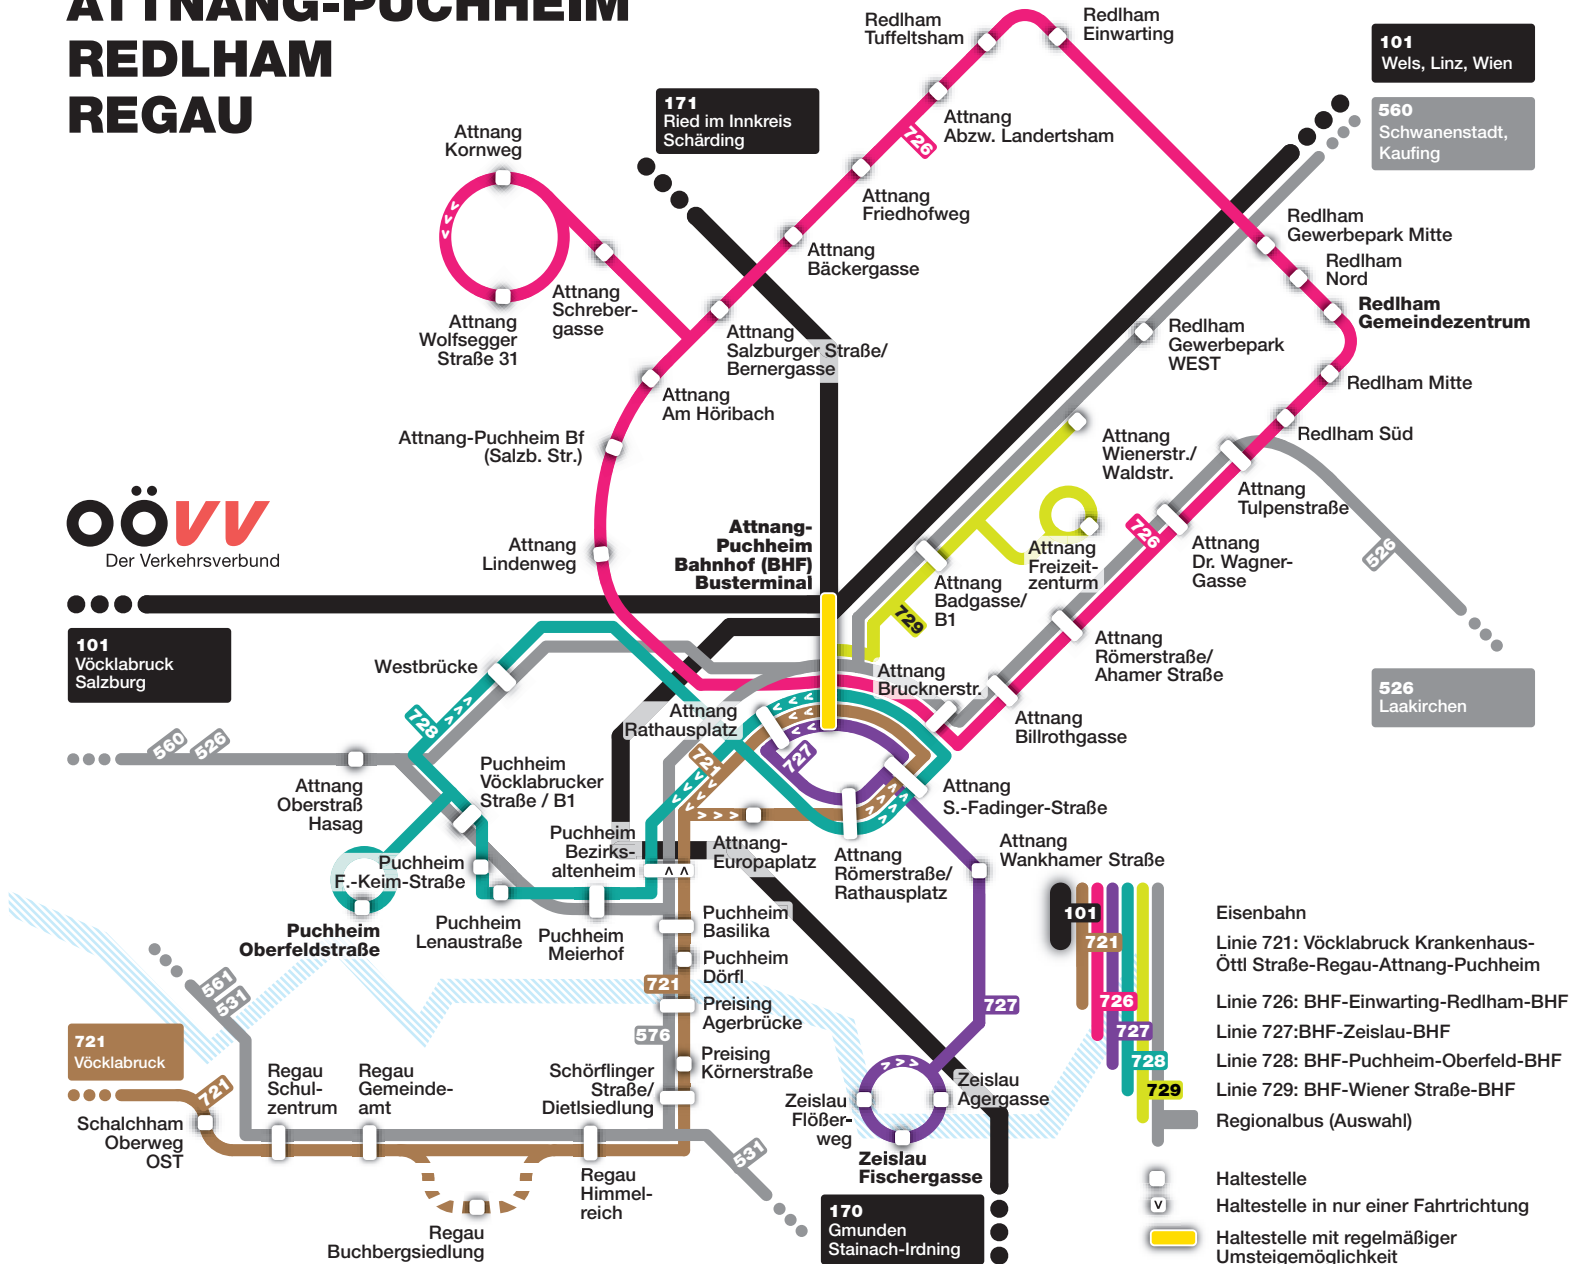 ATTNANG-PUCHHEIM
REDLHAM
REGAU
171
Ried im Innkreis
Schärding
101
Wels, Linz, Wien
560
Schwanenstadt,
Kaufing
Redlham
Tuffeltsham
Redlham
Einwarting
Attnang
Abzw. Landertsham
726
Attnang
Friedhofweg
Attnang
Bäckergasse
Attnang
Kornweg
Attnang
Schreber-
gasse
Attnang
Wolfsegger
Straße 31
Attnang
Salzburger Straße/
Bernergasse
Attnang
Am Höribach
Attnang-Puchheim Bf
(Salzb. Str.)
Attnang
Lindenweg
Redlham
Gewerbepark Mitte
Redlham
Nord
Redlham
Gemeindezentrum
Redlham
Gewerbepark
WEST
Redlham Mitte
Redlham Süd
Attnang
Wienerstr./
Waldstr.
Attnang
Tulpenstraße
726
Attnang
Dr. Wagner-
Gasse
526
Attnang
Freizeit-
zenturm
Attnang
Badgasse/
B1
729
Attnang
Römerstraße/
Ahamer Straße
526
Laakirchen
Attnang
Billrothgasse
Attnang
Brucknerstr.
oövv
Der Verkehrsverbund
Attnang-
Puchheim
Bahnhof (BHF)
Busterminal
101
Vöcklabruck
Salzburg
Westbrücke
728
560
526
Attnang
Rathausplatz
721
727
Attnang
Oberstraß
Hasag
Puchheim
Vöcklabrucker
Straße / B1
Puchheim
Bezirks-
altenheim
Attnang-
Europaplatz
Attnang
S.-Fadinger-Straße
Attnang
Römerstraße/
Rathausplatz
Attnang
Wankhamer Straße
Puchheim
F.-Keim-Straße
Puchheim
Oberfeldstraße
Puchheim
Lenaustraße
Puchheim
Meierhof
Puchheim
Basilika
Puchheim
Dörfl
721
Preising
Agerbrücke
576
Preising
Körnerstraße
Schörflinger
Straße/
Dietlsiedlung
561
531
721
Vöcklabruck
721
Schalchham
Oberweg
OST
Regau
Schul-
zentrum
Regau
Gemeinde-
amt
Regau
Himmel-
reich
Regau
Buchbergsiedlung
531
727
Zeislau
Flößer-
weg
Zeislau
Agergasse
Zeislau
Fischergasse
170
Gmunden
Stainach-Irdning
101
Eisenbahn
721
Linie 721: Vöcklabruck Krankenhaus-
Öttl Straße-Regau-Attnang-Puchheim
726
Linie 726: BHF-Einwarting-Redlham-BHF
727
Linie 727:BHF-Zeislau-BHF
728
Linie 728: BHF-Puchheim-Oberfeld-BHF
729
Linie 729: BHF-Wiener Straße-BHF
Regionalbus (Auswahl)
Haltestelle
Haltestelle in nur einer Fahrtrichtung
Haltestelle mit regelmäßiger
Umsteigemöglichkeit